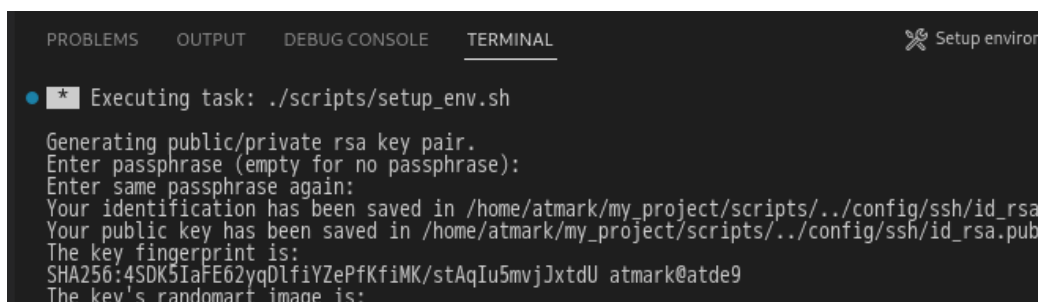 PROBLEMS OUTPUT DEBUG CONSOLE TERMINAL Setup enviror
* Executing task: ./scripts/setup_env.sh
Generating public/private rsa key pair.
Enter passphrase (empty for no passphrase):
Enter same passphrase again:
Your identification has been saved in /home/atmark/my_project/scripts/../config/ssh/id_rsa
Your public key has been saved in /home/atmark/my_project/scripts/../config/ssh/id_rsa.pub
The key fingerprint is:
SHA256:4SDK5IaFE62yqDlfiYZePfKfiMK/stAqIu5mvjJxtdU atmark@atde9
The key's randomart image is: